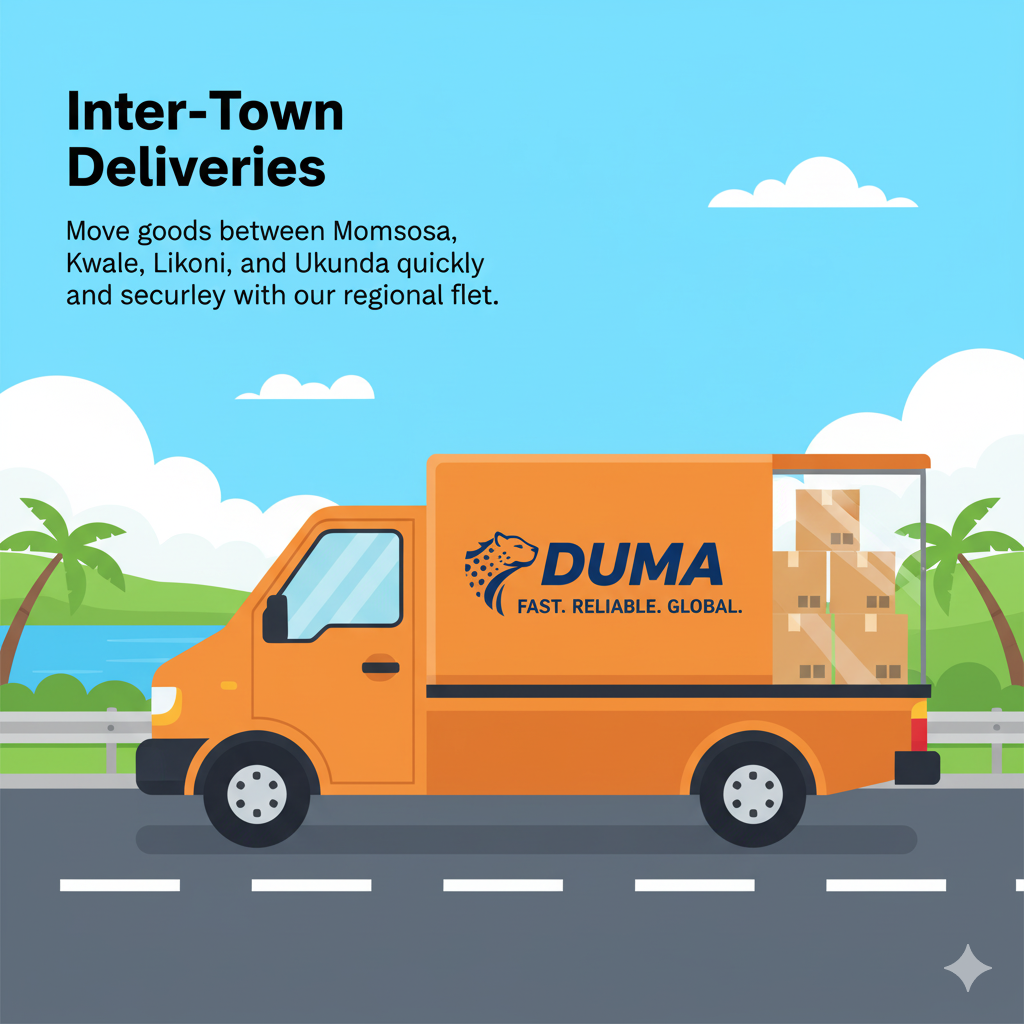 Inter-Town
Deliveries
Move goods between Momsosa,
Kwale, Likoni, and Ukunda quickly
and securley with our regional flet.
DUMA
FAST. RELIABLE. GLOBAL.